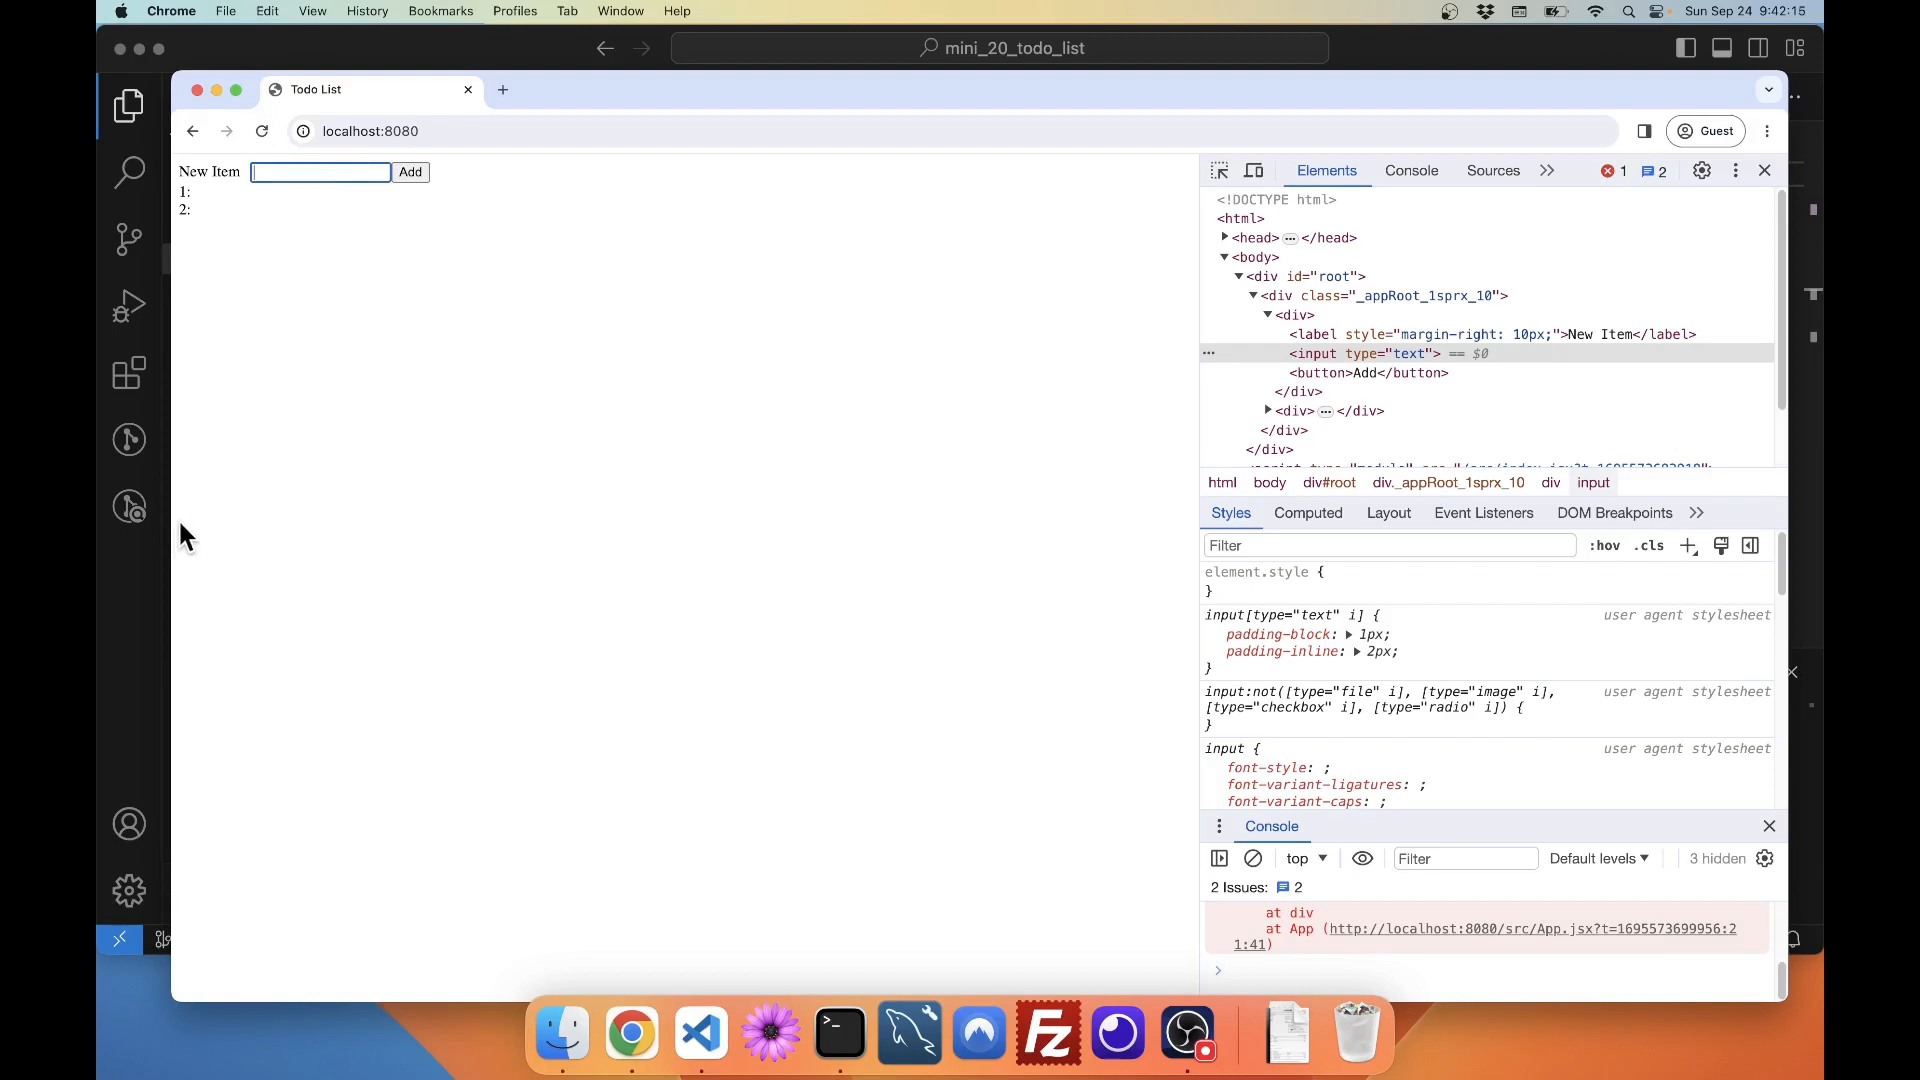 Chrome File Edit View History Bookmarks Profiles Tab Window Help Sun Sep 24 9:42:15
mini_20_todo_list
Todo List
localhost:8080 Guest
New Item Add
1:
2:
Elements Console Sources 1 2
<!DOCTYPE html>
<html>
<head> … </head>
<body>
<div id="root">
<div class="_appRoot_1sprx_10">
<div>
<label style="margin-right: 10px;">New Item</label>
<input type="text"> == $0
<button>Add</button>
</div>
<div> … </div>
</div>
</div>
html body div#root div._appRoot_1sprx_10 div input
Styles Computed Layout Event Listeners DOM Breakpoints
Filter :hov .cls
element.style {
}
input[type="text" i] { user agent stylesheet
padding-block: 1px;
padding-inline: 2px;
}
input:not([type="file" i], [type="image" i], user agent stylesheet
[type="checkbox" i], [type="radio" i]) {
}
input { user agent stylesheet
font-style: ;
font-variant-ligatures: ;
font-variant-caps: ;
Console
top Filter Default levels 3 hidden
2 Issues: 2
at div
at App (http://localhost:8080/src/App.jsx?t=1695573699956:2
1:41)
>